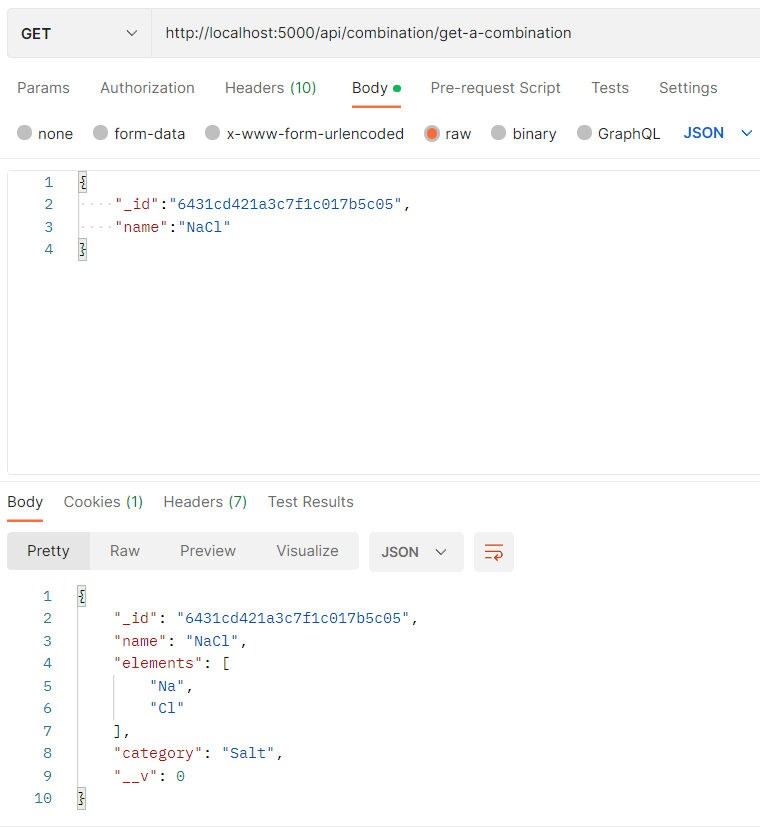 GET http://localhost:5000/api/combination/get-a-combination
Params Authorization Headers (10) Body Pre-request Script Tests Settings
none form-data x-www-form-urlencoded raw binary GraphQL JSON
1 {
2 ····"_id":"6431cd421a3c7f1c017b5c05",
3 ····"name":"NaCl"
4 }
Body Cookies (1) Headers (7) Test Results
Pretty Raw Preview Visualize JSON
1 {
2 "_id": "6431cd421a3c7f1c017b5c05",
3 "name": "NaCl",
4 "elements": [
5 "Na",
6 "Cl"
7 ],
8 "category": "Salt",
9 "__v": 0
10 }